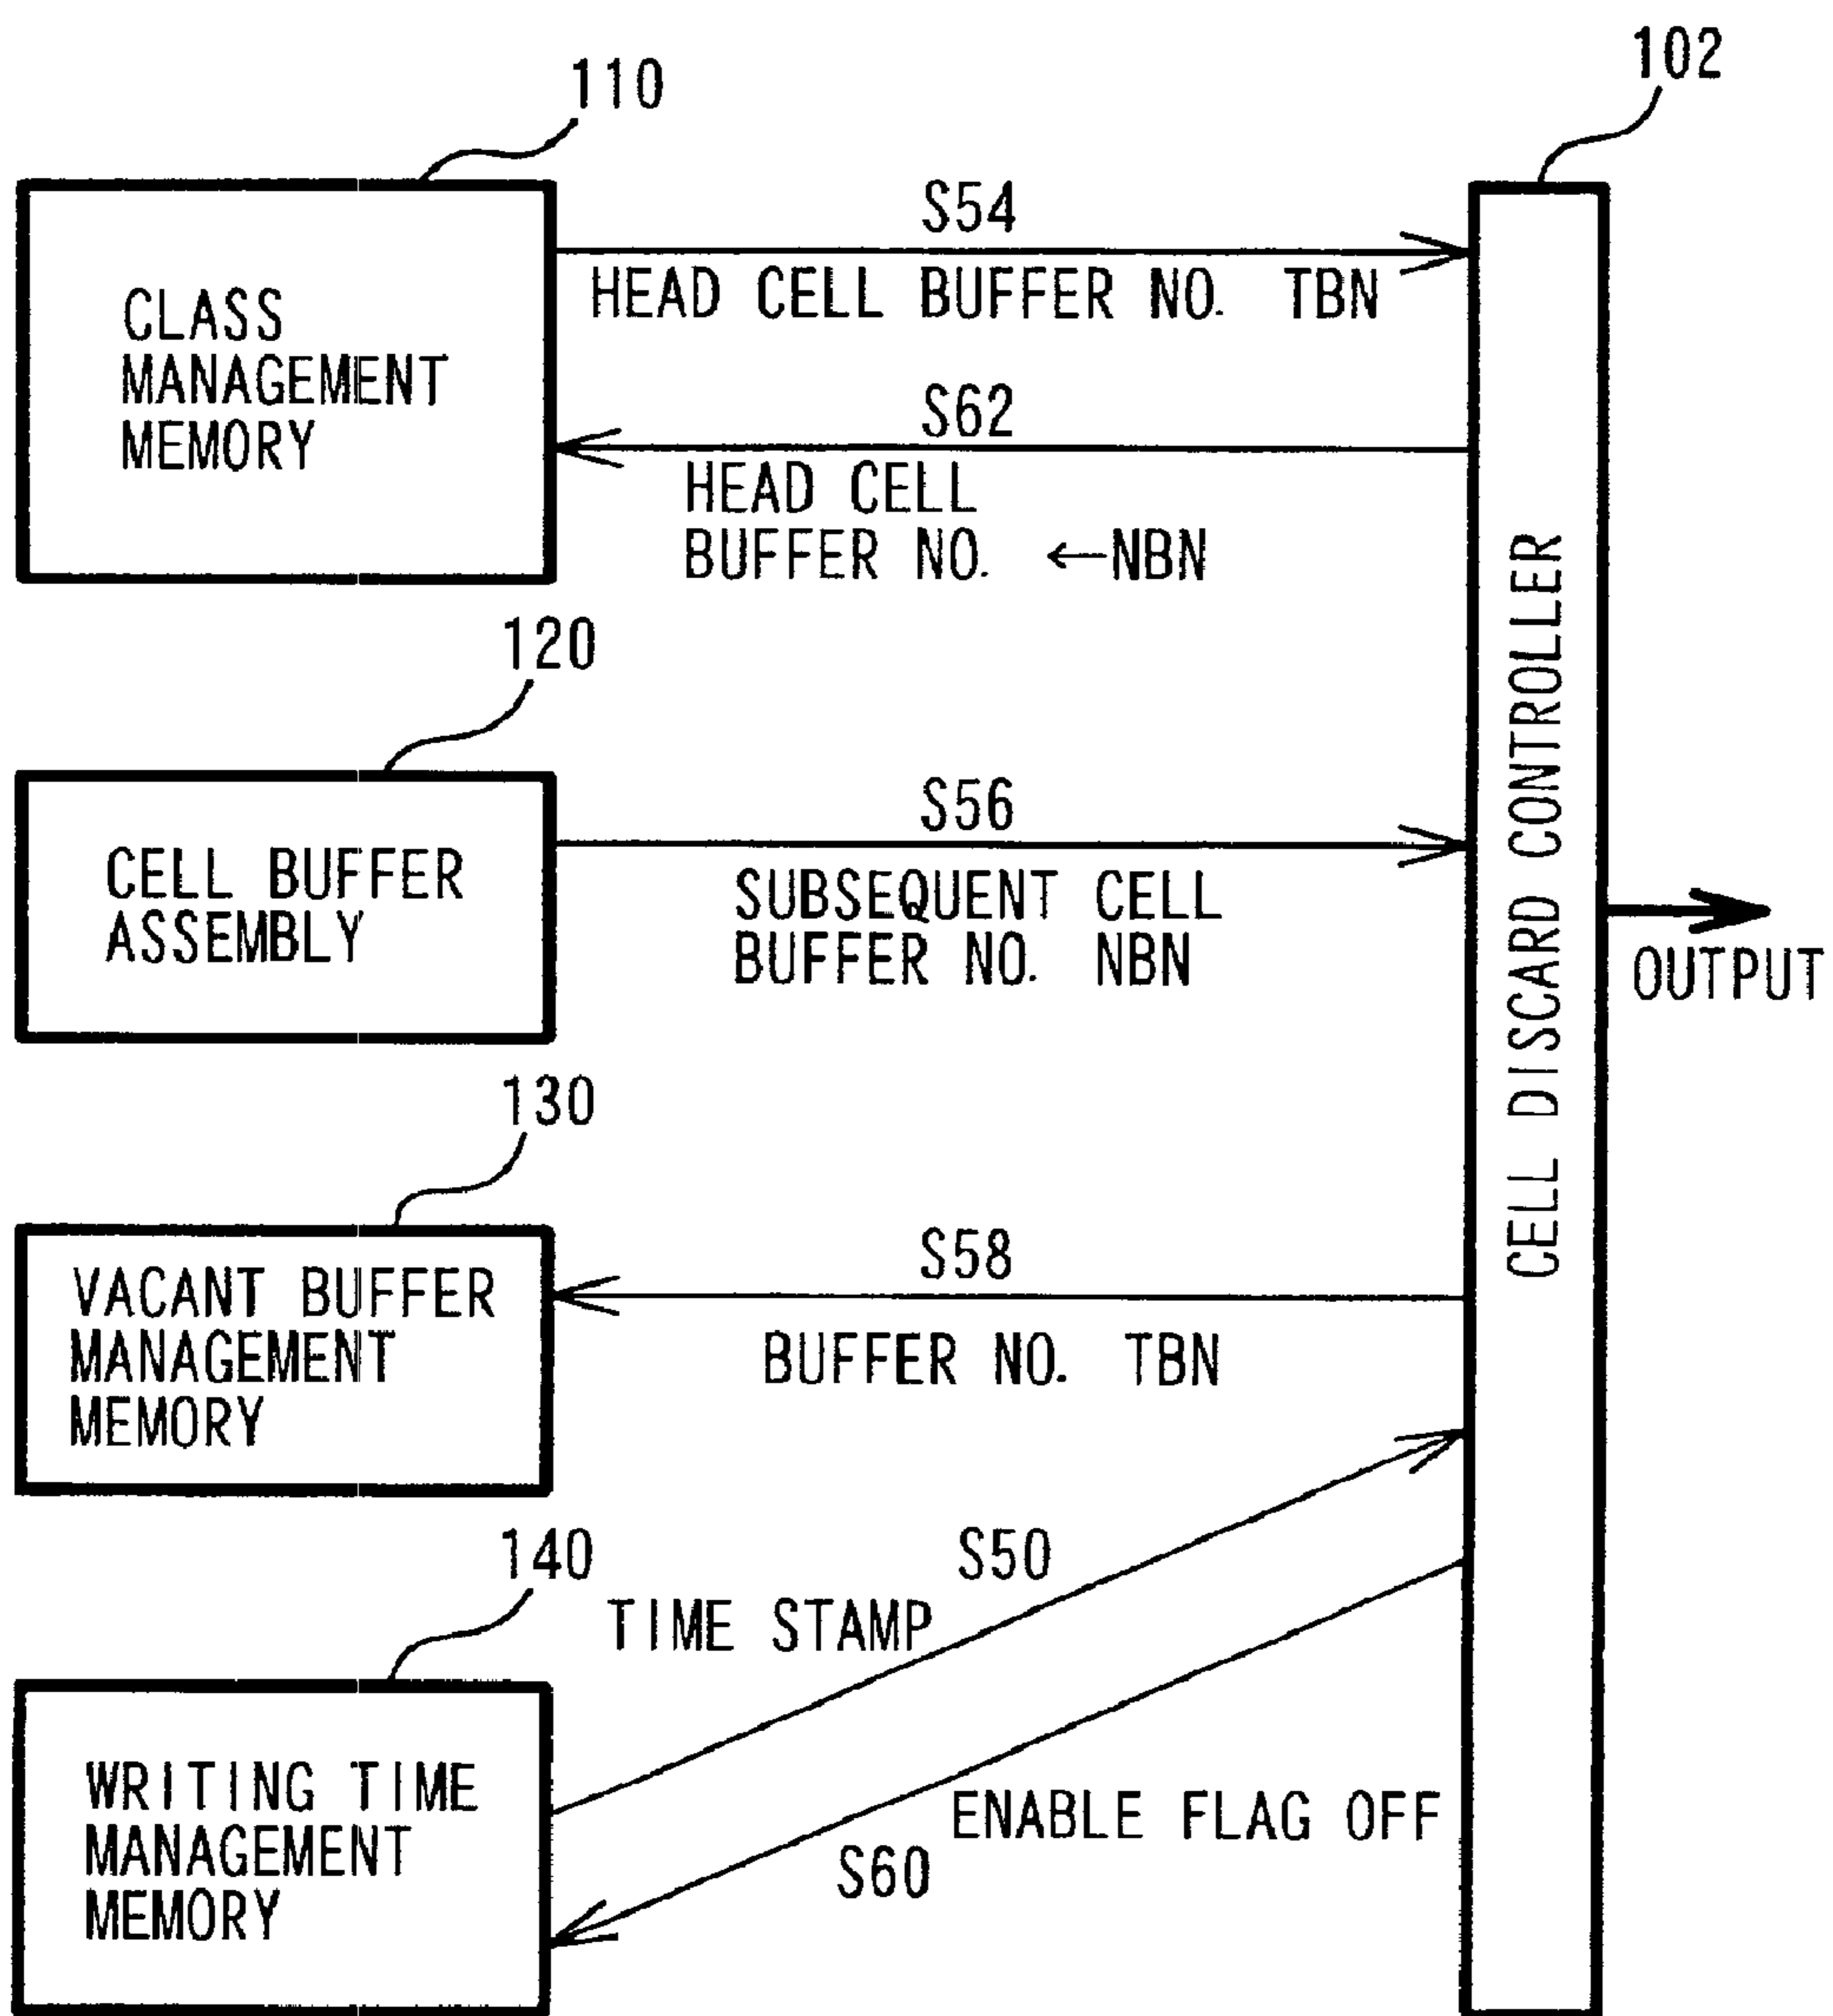 102
110
S54
HEAD CELL BUFFER NO. TBN
CLASS
MANAGEMENT
MEMORY
S62
HEAD CELL
BUFFER NO. ←NBN
120
S56
CELL BUFFER
ASSEMBLY
SUBSEQUENT CELL
BUFFER NO. NBN
CELL DISCARD CONTROLLER
OUTPUT
130
S58
VACANT BUFFER
MANAGEMENT
MEMORY
BUFFER NO. TBN
140
S50
TIME STAMP
WRITING TIME
MANAGEMENT
MEMORY
ENABLE FLAG OFF
S60